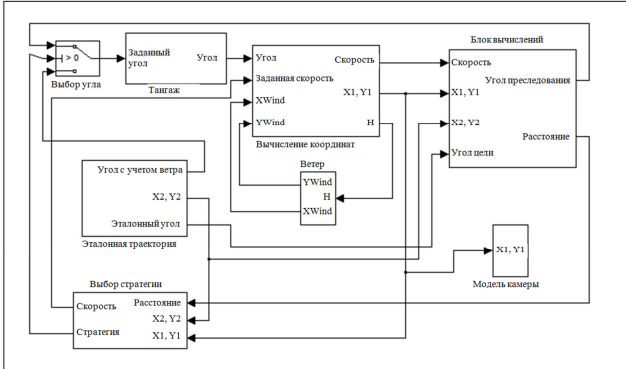 > 0
Выбор угла
Заданный
угол
Угол
Тангаж
Угол
Скорость
Заданная скорость
X1, Y1
XWind
YWind
H
Вычисление координат
Блок вычислений
Скорость
Угол преследования
X1, Y1
X2, Y2
Расстояние
Угол цели
Ветер
YWind
H
XWind
Угол с учетом ветра
X2, Y2
Эталонный угол
Эталонная траектория
X1, Y1
Модель камеры
Выбор стратегии
Скорость
Расстояние
X2, Y2
Стратегия
X1, Y1